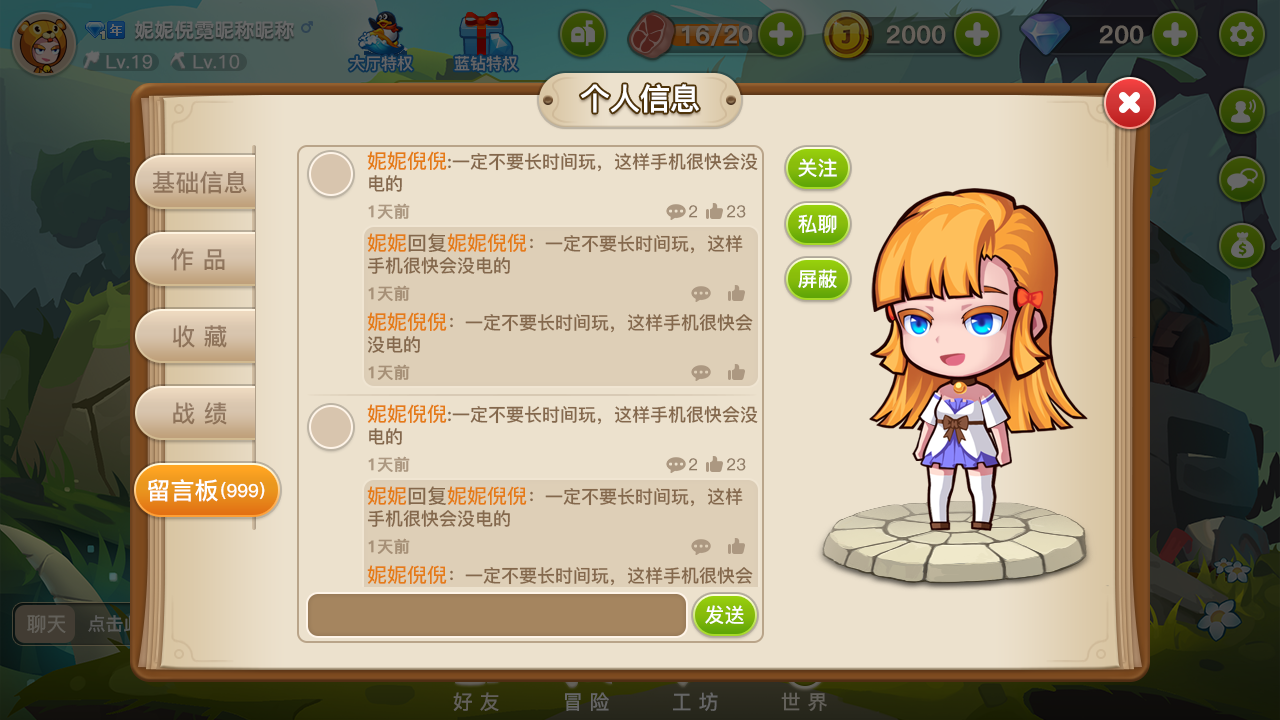 年 妮妮倪霓昵称昵称
Lv.19 Lv.10
大厅特权
蓝钻特权
16/20
2000
200
个人信息
基础信息
作品
收藏
战绩
留言板(999)
妮妮倪倪:一定不要长时间玩，这样手机很快会没
电的
1天前 2 23
妮妮回复妮妮倪倪：一定不要长时间玩，这样
手机很快会没电的
1天前
妮妮倪倪：一定不要长时间玩，这样手机很快会
没电的
1天前
妮妮倪倪:一定不要长时间玩，这样手机很快会没
电的
1天前 2 23
妮妮回复妮妮倪倪：一定不要长时间玩，这样
手机很快会没电的
1天前
妮妮倪倪：一定不要长时间玩，这样手机很快会
发送
关注
私聊
屏蔽
聊天 点击
好友
冒险
工坊
世界